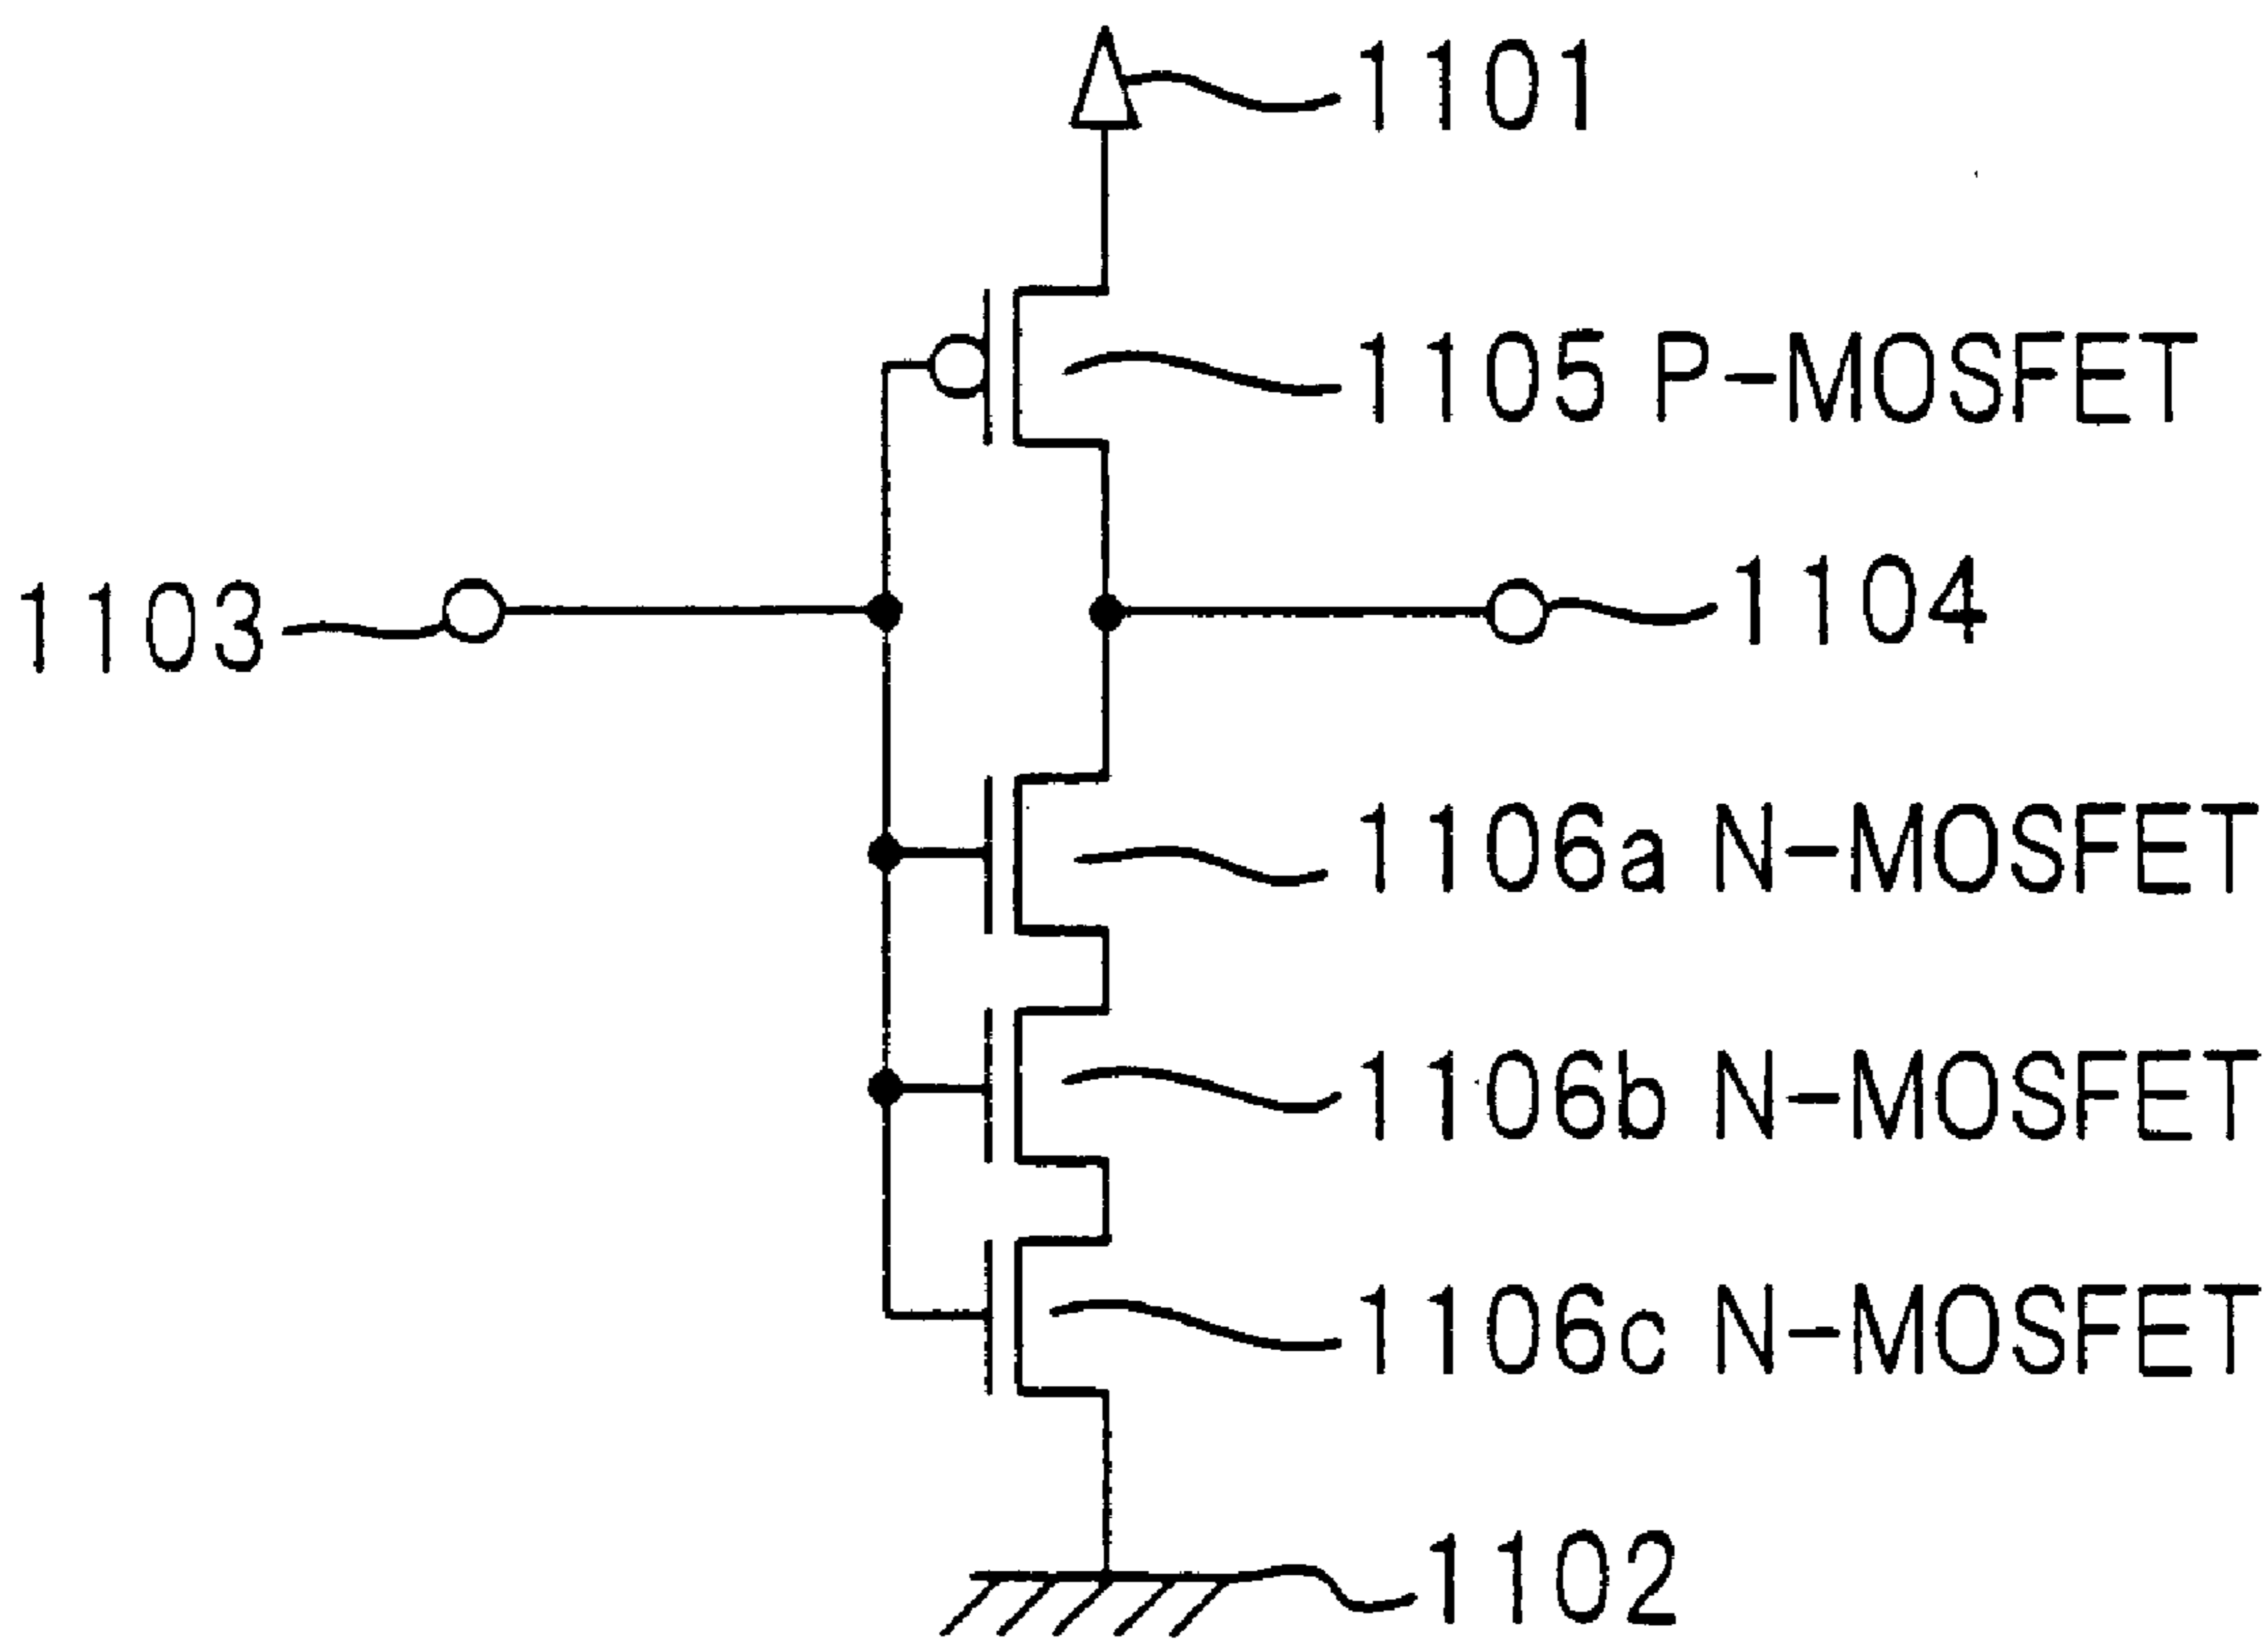 1101
1105 P-MOSFET
1103
1104
1106a N-MOSFET
1106b N-MOSFET
1106c N-MOSFET
1102